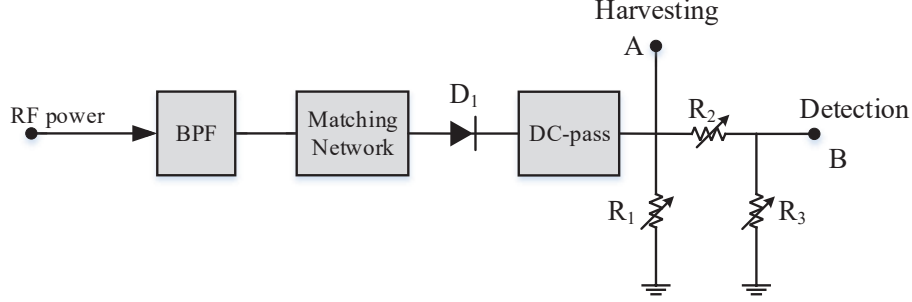 Harvesting
A
RF power
BPF
Matching
Network
D₁
DC-pass
R₂
Detection
B
R₁
R₃